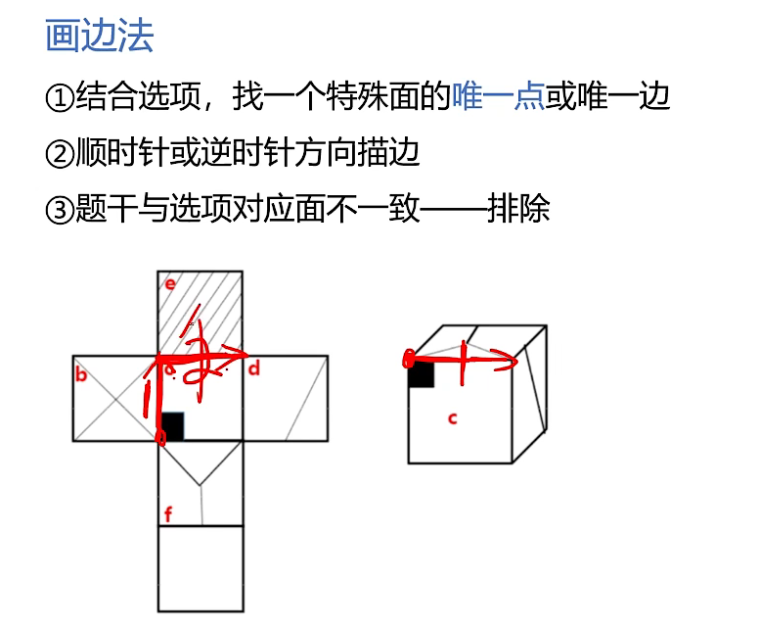 画边法
①结合选项，找一个特殊面的唯一点或唯一边
②顺时针或逆时针方向描边
③题干与选项对应面不一致——排除
e
b
d
c
f